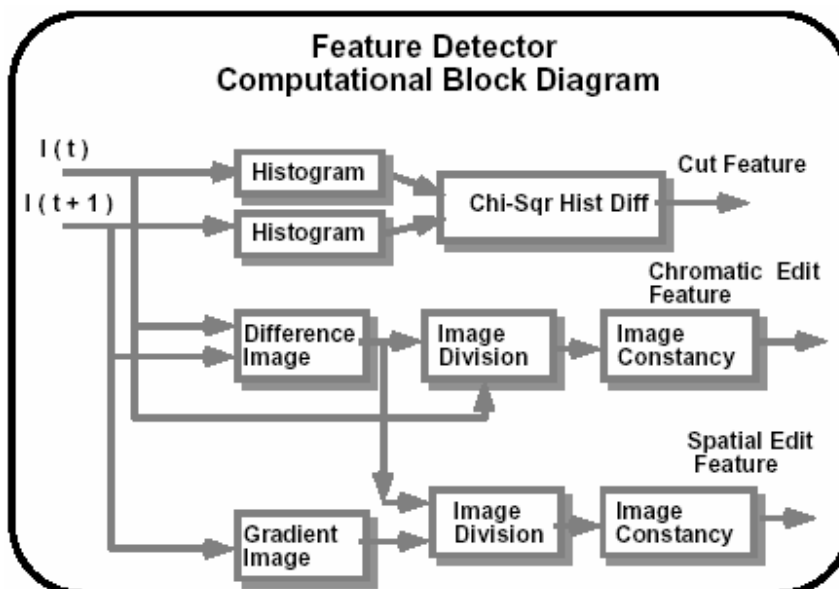 Feature Detector
Computational Block Diagram
I ( t )
Histogram
Cut Feature
Chi-Sqr Hist Diff
I ( t + 1 )
Histogram
Chromatic Edit
Feature
Difference
Image
Image
Division
Image
Constancy
Spatial Edit
Feature
Gradient
Image
Image
Division
Image
Constancy